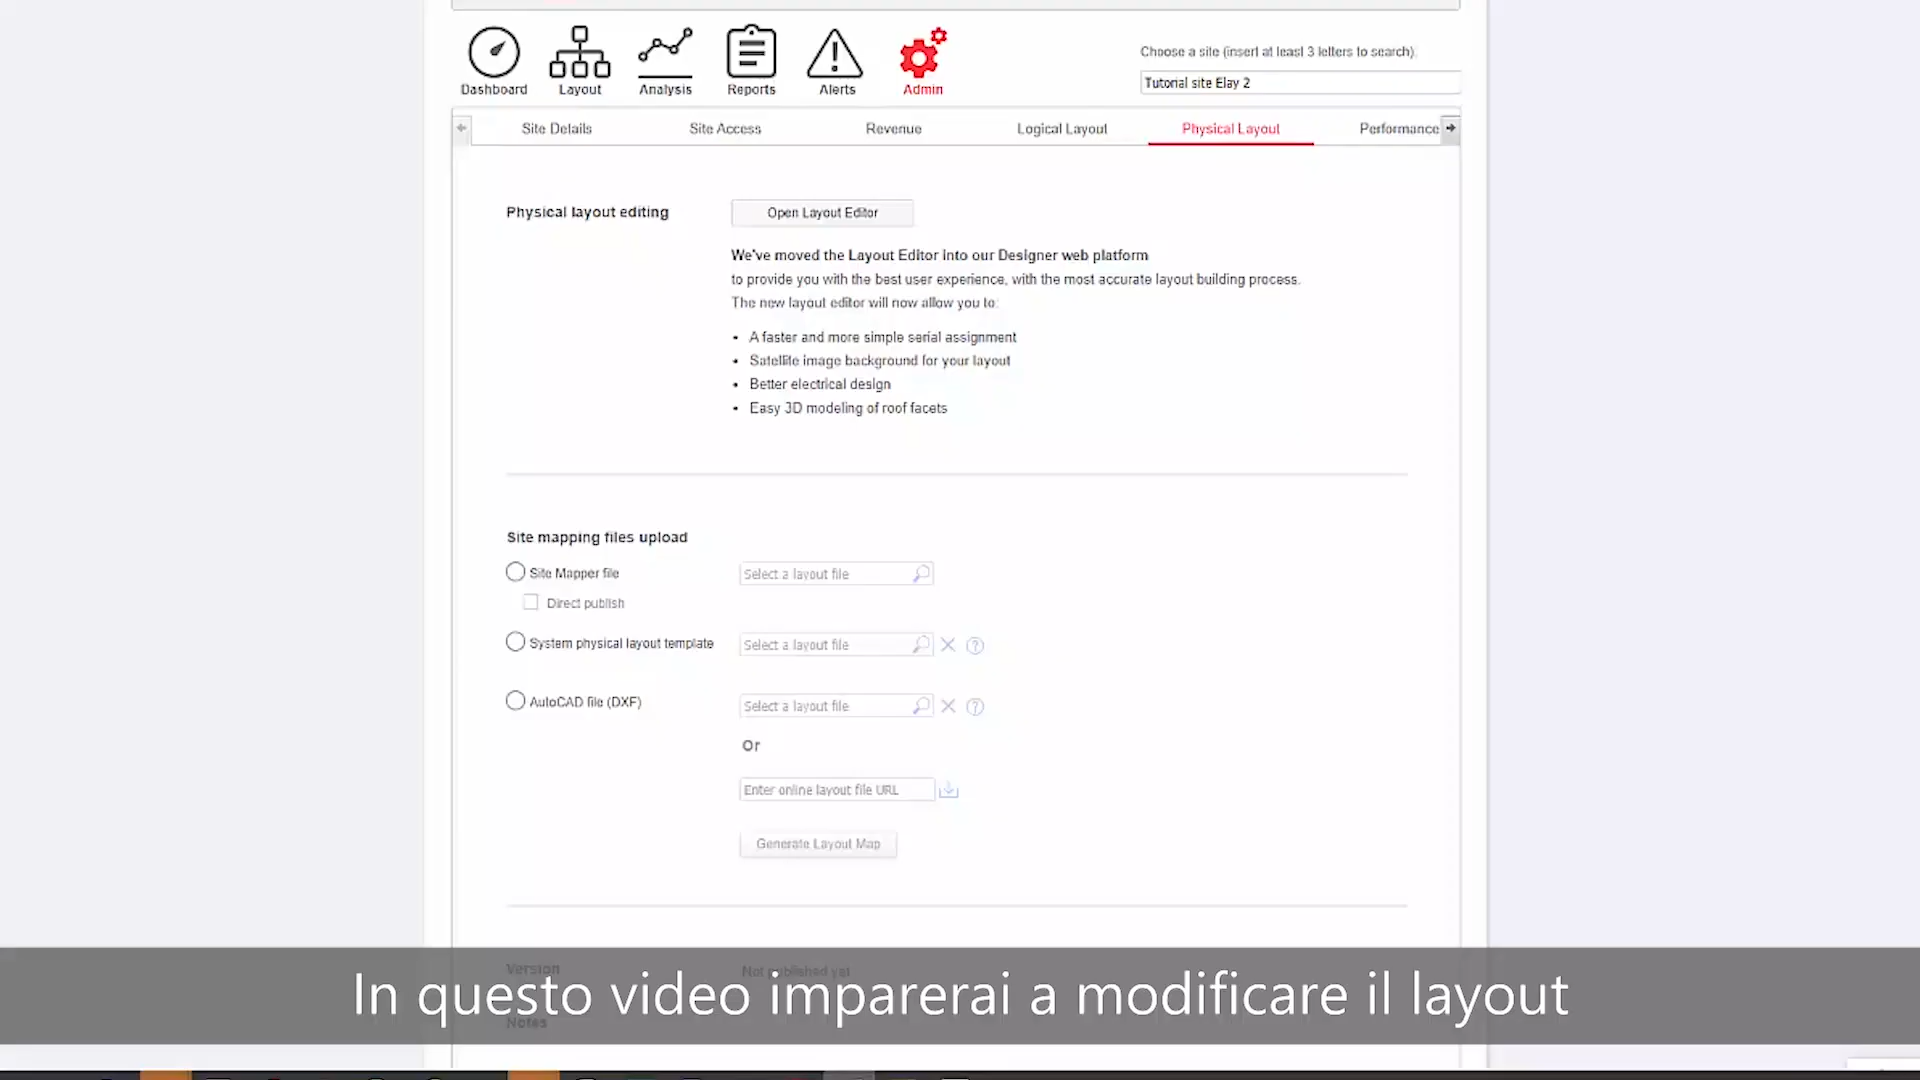 Dashboard
Layout
Analysis
Reports
Alerts
Admin
Choose a site (insert at least 3 letters to search):
Tutorial site Elay 2
Site Details
Site Access
Revenue
Logical Layout
Physical Layout
Performance
Physical layout editing
Open Layout Editor
We've moved the Layout Editor into our Designer web platform
to provide you with the best user experience, with the most accurate layout building process.
The new layout editor will now allow you to:
• A faster and more simple serial assignment
• Satellite image background for your layout
• Better electrical design
• Easy 3D modeling of roof facets
Site mapping files upload
Site Mapper file
Select a layout file
Direct publish
System physical layout template
Select a layout file
AutoCAD file (DXF)
Select a layout file
Or
Enter online layout file URL
Generate Layout Map
Version
Not published yet
In questo video imparerai a modificare il layout
Notes